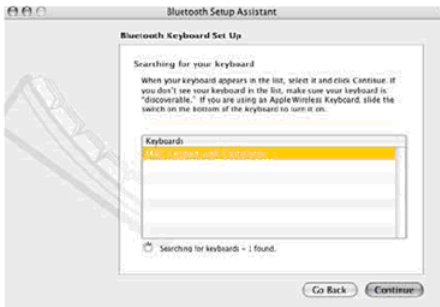 Bluetooth Setup Assistant
Bluetooth Keyboard Set Up
Searching for your keyboard
When your keyboard appears in the list, select it and click Continue. If
you don't see your keyboard in the list, make sure your keyboard is
"discoverable." If you are using an Apple Wireless Keyboard, slide the
switch on the bottom of the keyboard to turn it on.
Keyboards
with
Searching for keyboards – 1 found.
Go Back
Continue